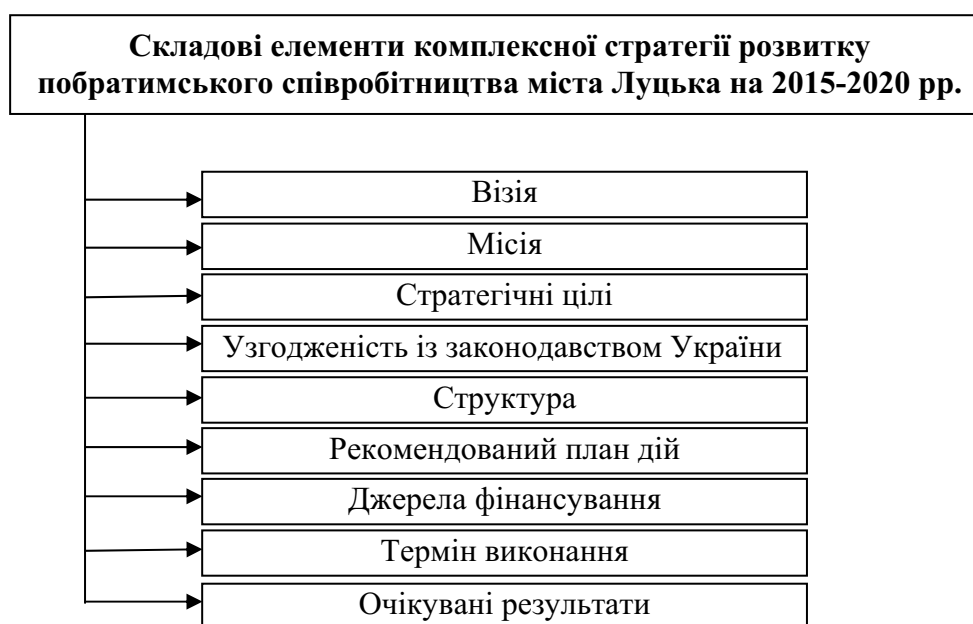 Складові елементи комплексної стратегії розвитку
побратимського співробітництва міста Луцька на 2015-2020 рр.
Візія
Місія
Стратегічні цілі
Узгодженість із законодавством України
Структура
Рекомендований план дій
Джерела фінансування
Термін виконання
Очікувані результати